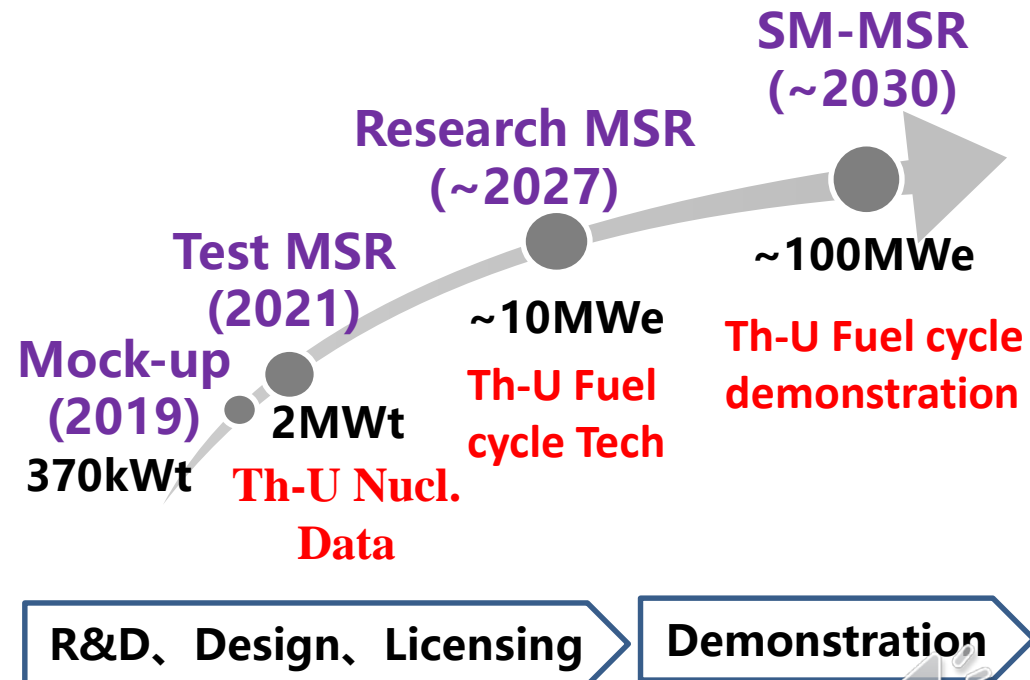 SM-MSR
(~2030)
Research MSR
(~2027)
Test MSR
(2021)
Mock-up
(2019)
370kWt
2MWt
Th-U Nucl.
Data
~10MWe
Th-U Fuel
cycle Tech
~100MWe
Th-U Fuel cycle
demonstration
R&D、Design、Licensing
Demonstration